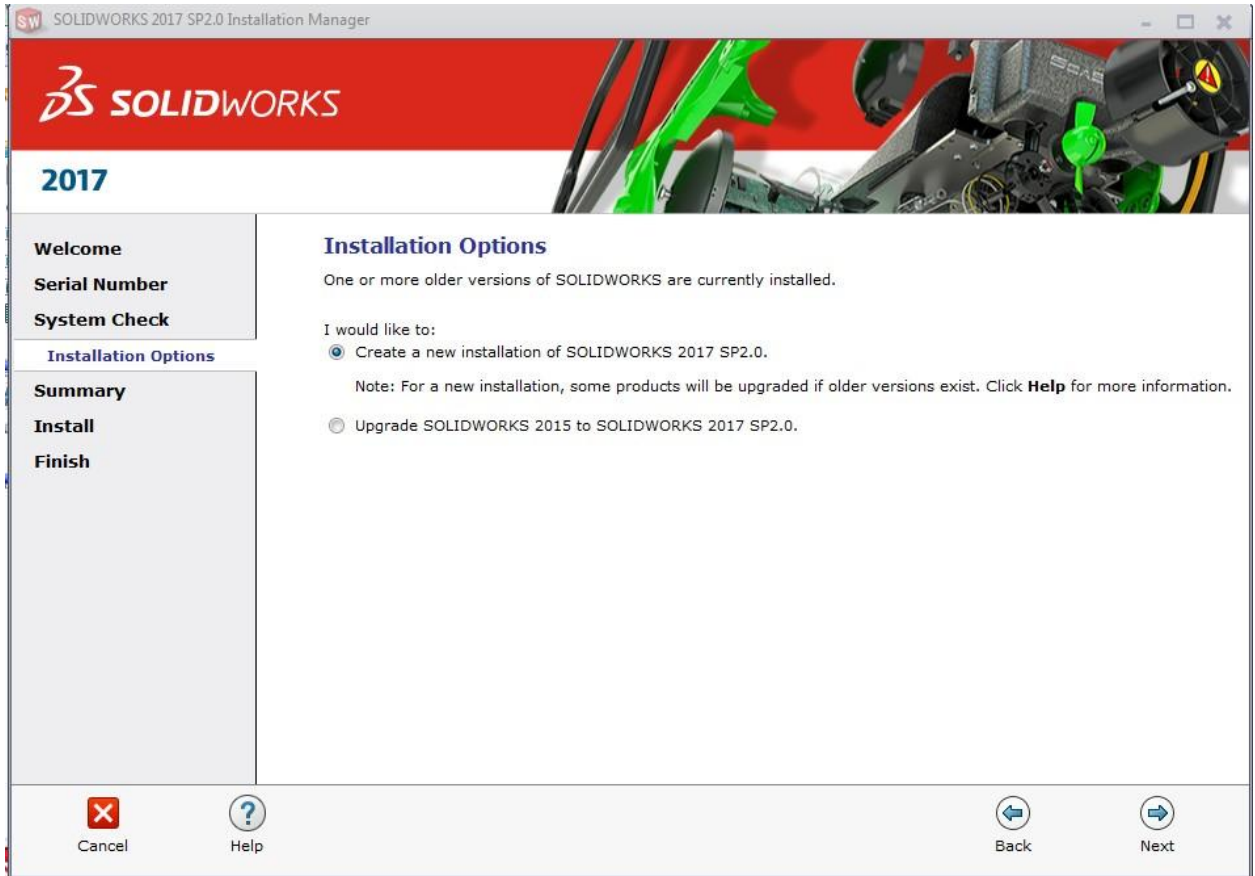 SOLIDWORKS 2017 SP2.0 Installation Manager
SOLIDWORKS
2017
Welcome
Serial Number
System Check
Installation Options
Summary
Install
Finish
Installation Options
One or more older versions of SOLIDWORKS are currently installed.
I would like to:
Create a new installation of SOLIDWORKS 2017 SP2.0.
Note: For a new installation, some products will be upgraded if older versions exist. Click Help for more information.
Upgrade SOLIDWORKS 2015 to SOLIDWORKS 2017 SP2.0.
Cancel
Help
Back
Next